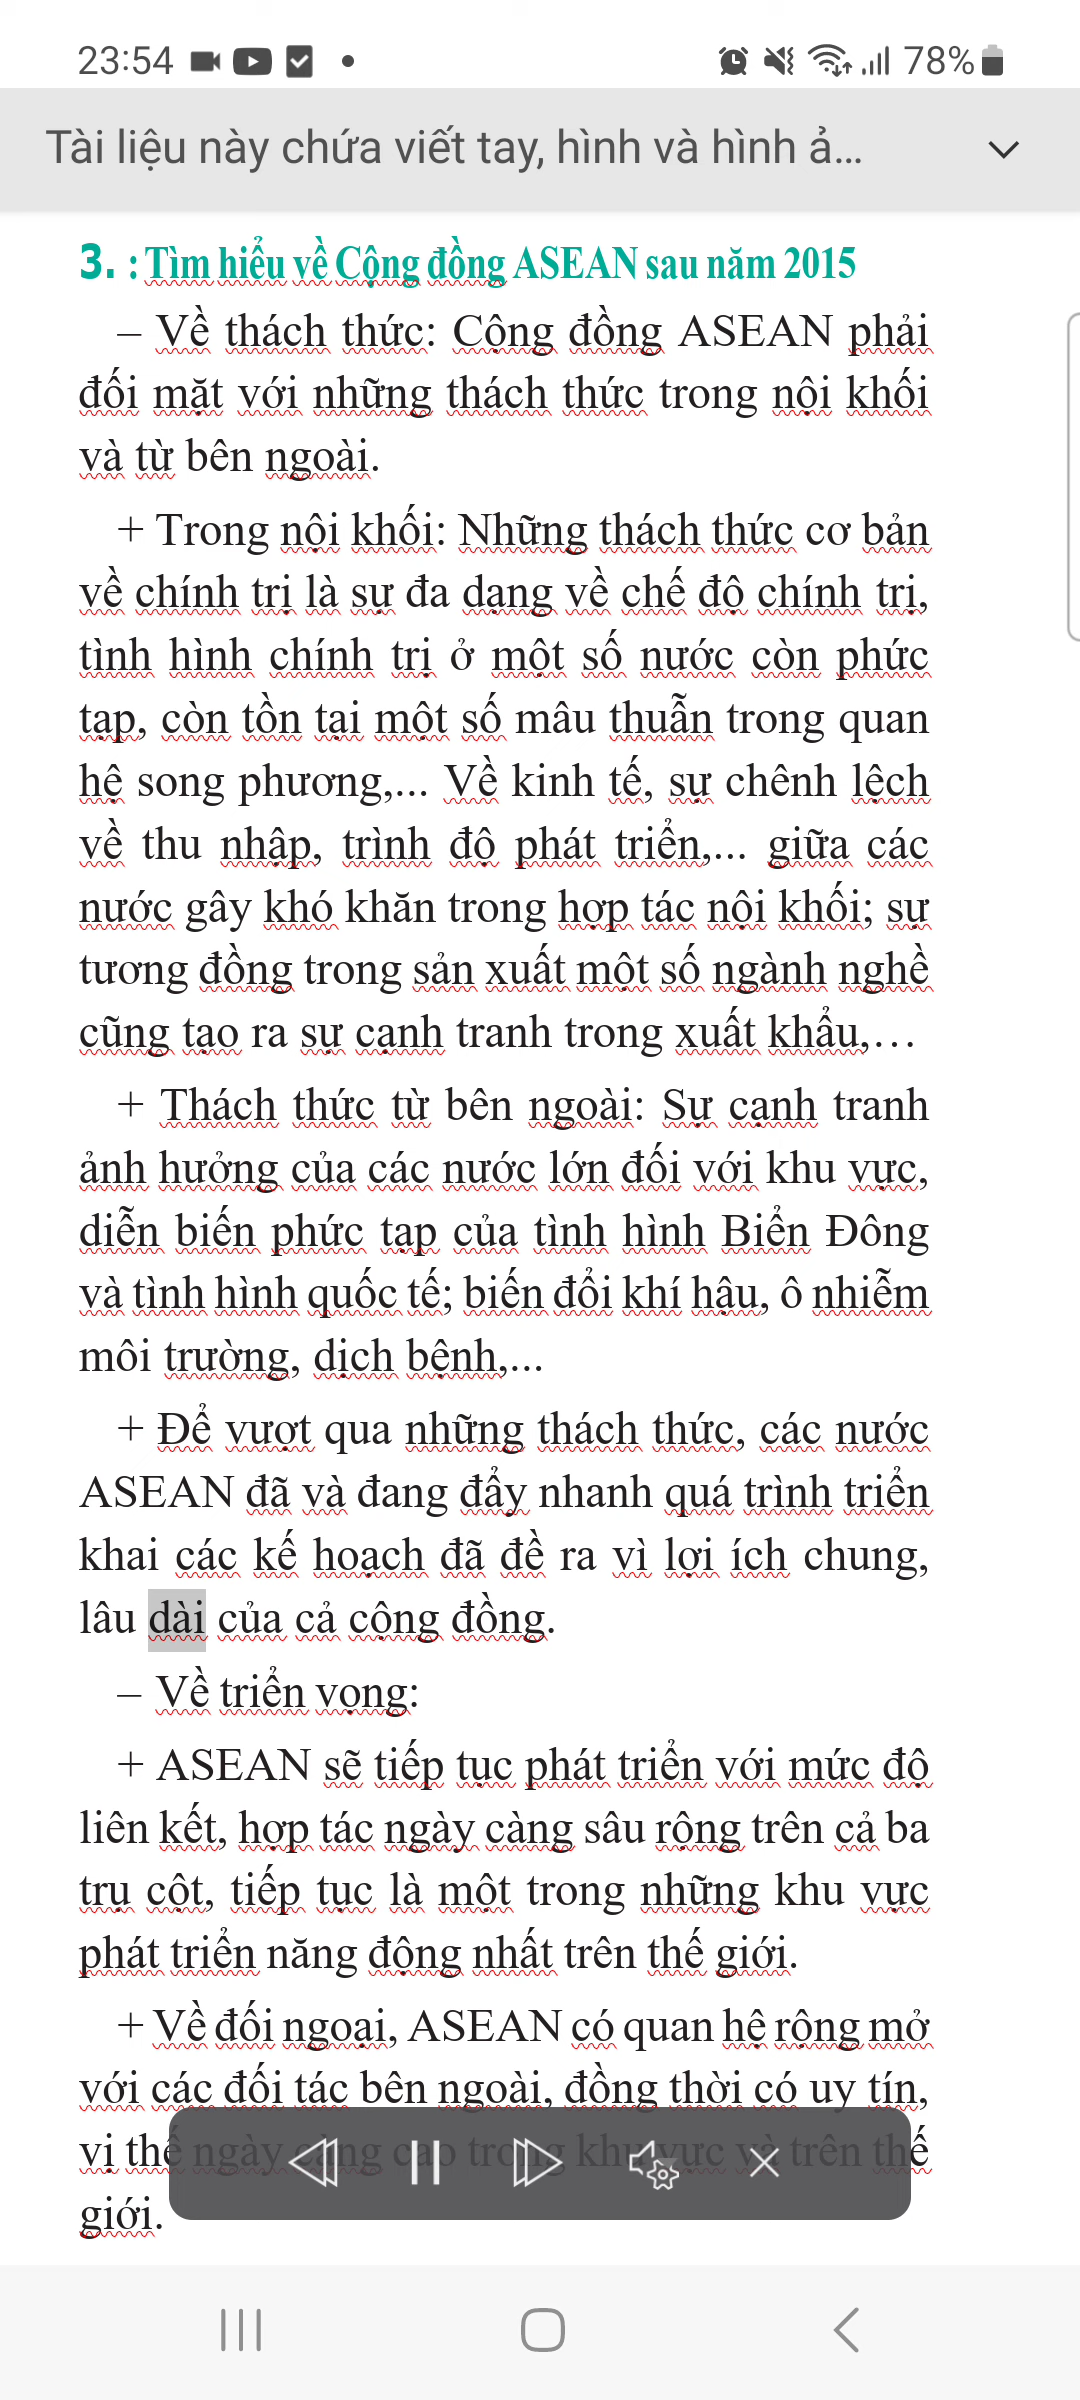 23:54
78%
Tài liệu này chứa viết tay, hình và hình ả...
3. : Tìm hiểu về Cộng đồng ASEAN sau năm 2015
– Về thách thức: Cộng đồng ASEAN phải
đối mặt với những thách thức trong nội khối
và từ bên ngoài.
+ Trong nội khối: Những thách thức cơ bản
về chính trị là sự đa dạng về chế độ chính trị,
tình hình chính trị ở một số nước còn phức
tạp, còn tồn tại một số mâu thuẫn trong quan
hệ song phương,... Về kinh tế, sự chênh lệch
về thu nhập, trình độ phát triển,... giữa các
nước gây khó khăn trong hợp tác nội khối; sự
tương đồng trong sản xuất một số ngành nghề
cũng tạo ra sự cạnh tranh trong xuất khẩu,...
+ Thách thức từ bên ngoài: Sự cạnh tranh
ảnh hưởng của các nước lớn đối với khu vực,
diễn biến phức tạp của tình hình Biển Đông
và tình hình quốc tế; biến đổi khí hậu, ô nhiễm
môi trường, dịch bệnh,...
+ Để vượt qua những thách thức, các nước
ASEAN đã và đang đẩy nhanh quá trình triển
khai các kế hoạch đã đề ra vì lợi ích chung,
lâu dài của cả cộng đồng.
– Về triển vọng:
+ ASEAN sẽ tiếp tục phát triển với mức độ
liên kết, hợp tác ngày càng sâu rộng trên cả ba
trụ cột, tiếp tục là một trong những khu vực
phát triển năng động nhất trên thế giới.
+ Về đối ngoại, ASEAN có quan hệ rộng mở
với các đối tác bên ngoài, đồng thời có uy tín,
vị thế ngày càng cao trong khu vực và trên thế
giới.